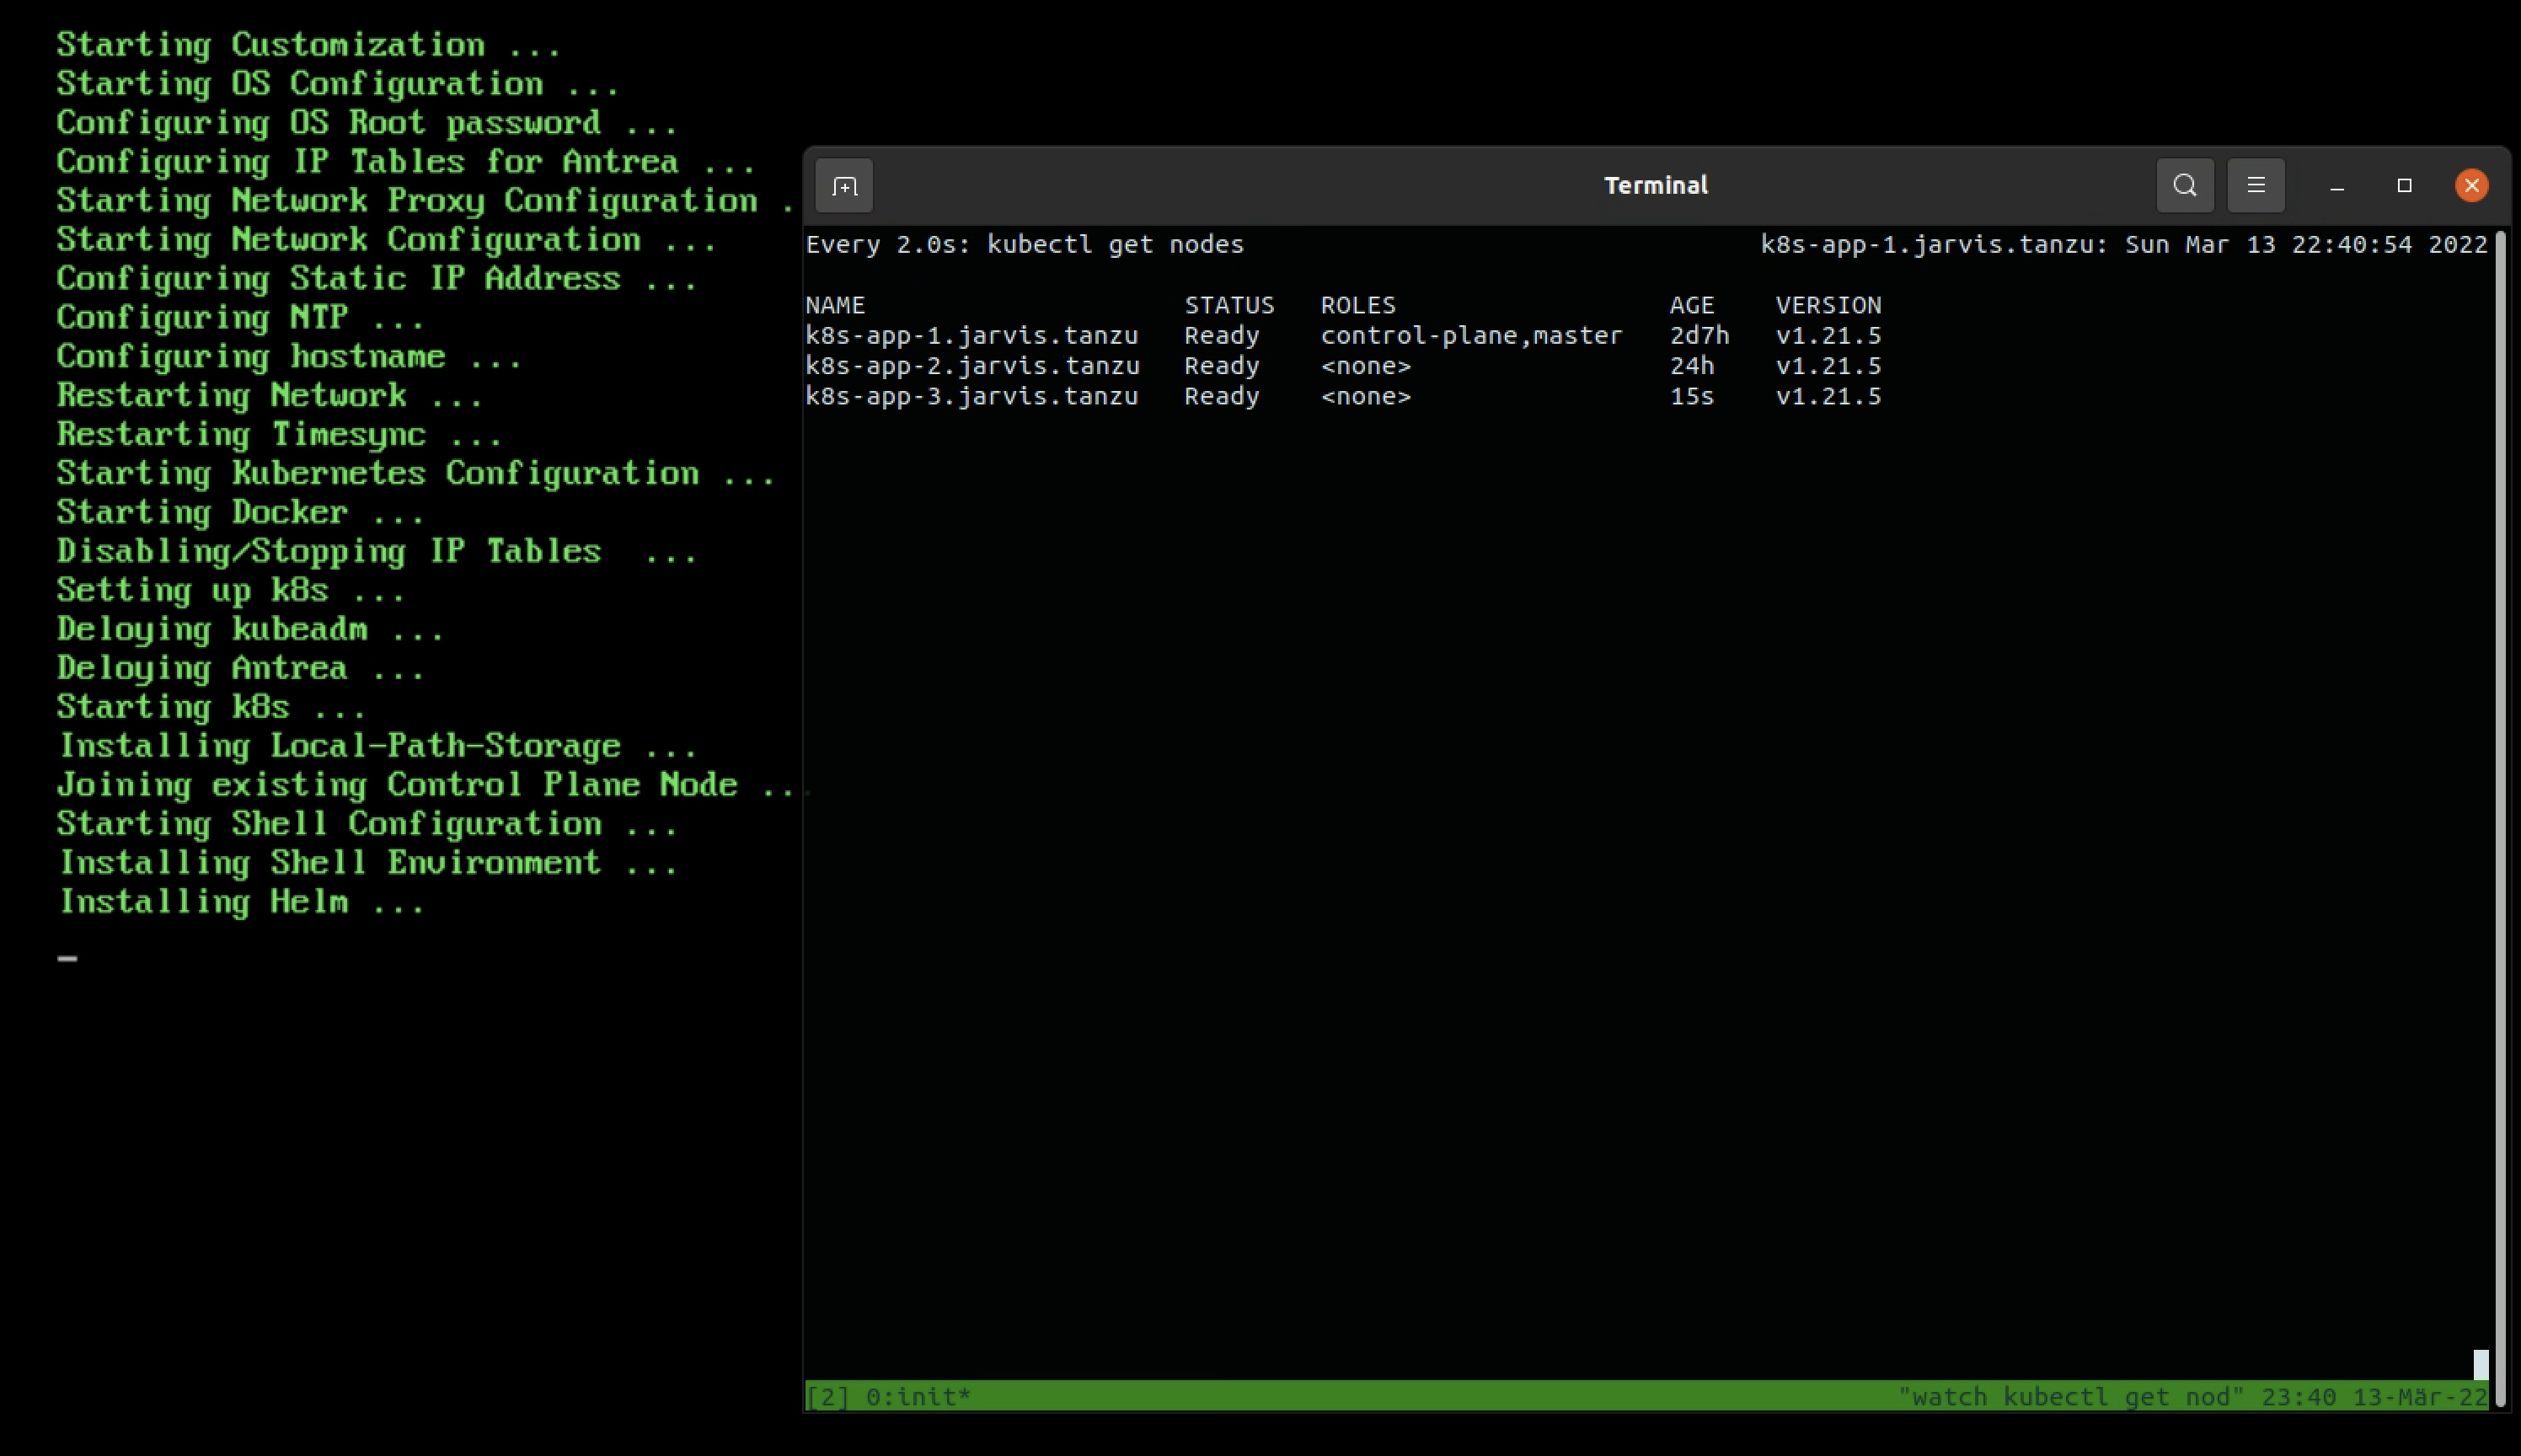 Starting Customization ...
Starting OS Configuration ...
Configuring OS Root password ...
Configuring IP Tables for Antrea ...
Starting Network Proxy Configuration .
Starting Network Configuration ...
Configuring Static IP Address ...
Configuring NTP ...
Configuring hostname ...
Restarting Network ...
Restarting Timesync ...
Starting Kubernetes Configuration ...
Starting Docker ...
Disabling/Stopping IP Tables  ...
Setting up k8s ...
Deloying kubeadm ...
Deloying Antrea ...
Starting k8s ...
Installing Local-Path-Storage ...
Joining existing Control Plane Node ...
Starting Shell Configuration ...
Installing Shell Environment ...
Installing Helm ...
Terminal
Every 2.0s: kubectl get nodes k8s-app-1.jarvis.tanzu: Sun Mar 13 22:40:54 2022
NAME STATUS ROLES AGE VERSION
k8s-app-1.jarvis.tanzu Ready control-plane,master 2d7h v1.21.5
k8s-app-2.jarvis.tanzu Ready <none> 24h v1.21.5
k8s-app-3.jarvis.tanzu Ready <none> 15s v1.21.5
[2] 0:init* "watch kubectl get nod" 23:40 13-Mär-22